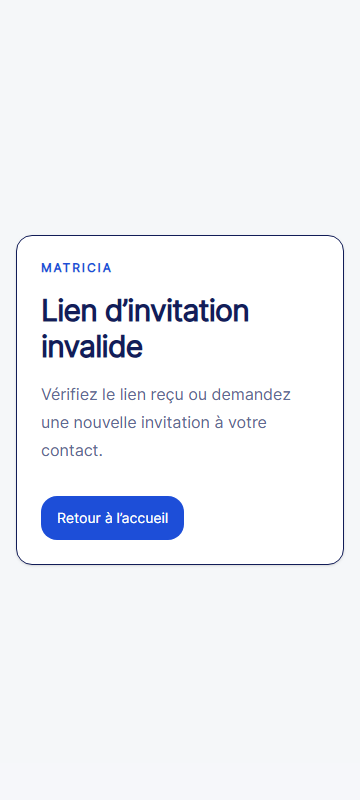 MATRICIA
Lien d’invitation
invalide
Vérifiez le lien reçu ou demandez
une nouvelle invitation à votre
contact.
Retour à l’accueil